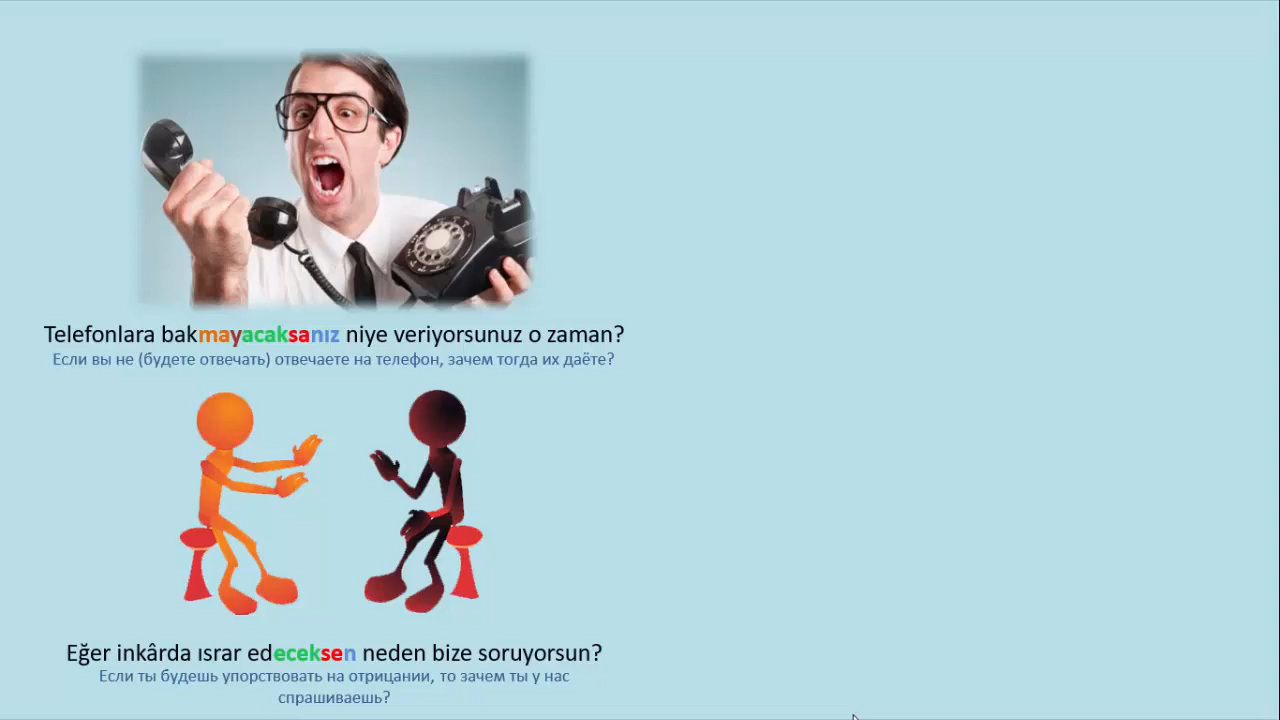 Telefonlara bakmayacaksanız niye veriyorsunuz o zaman?
Если вы не (будете отвечать) отвечаете на телефон, зачем тогда их даёте?
Eğer inkârda ısrar edeceksen neden bize soruyorsun?
Если ты будешь упорствовать на отрицании, то зачем ты у нас
спрашиваешь?